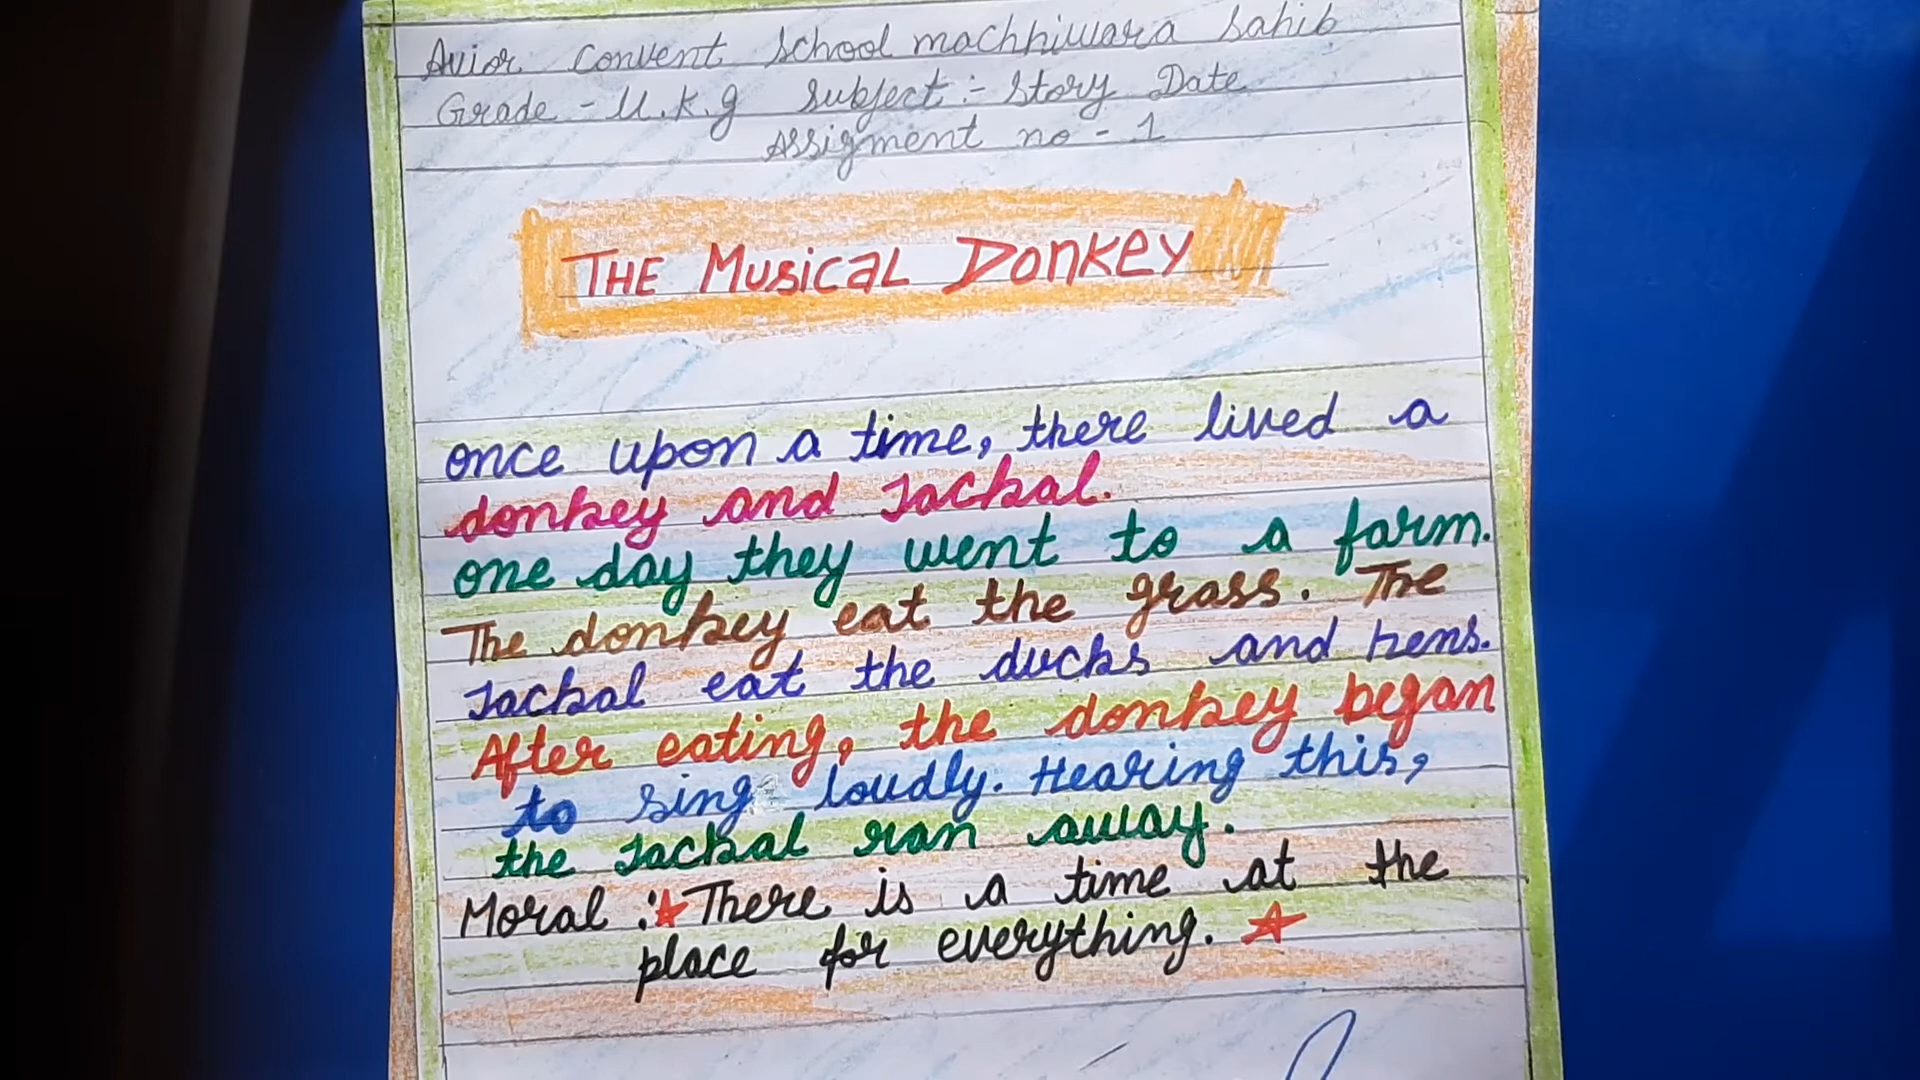 Avior Convent School machhiwara Sahib
Grade - U.K.g Subject :- Story Date
Assigment no - 1
THE MUSICAL DONKEY
once upon a time, there lived a
donkey and Jackal.
one day they went to a farm.
The donkey eat the grass. The
Jackal eat the ducks and hens.
After eating, the donkey began
to sing loudly. Hearing this,
the Jackal ran away.
Moral : There is a time at the
place for everything.